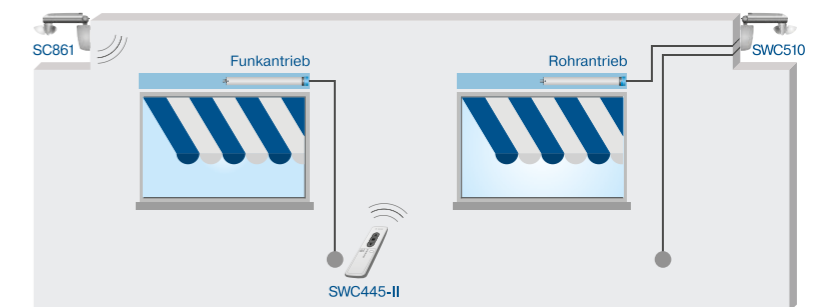 SC861
SWC510
Funkantrieb
Rohrantrieb
SWC445-II